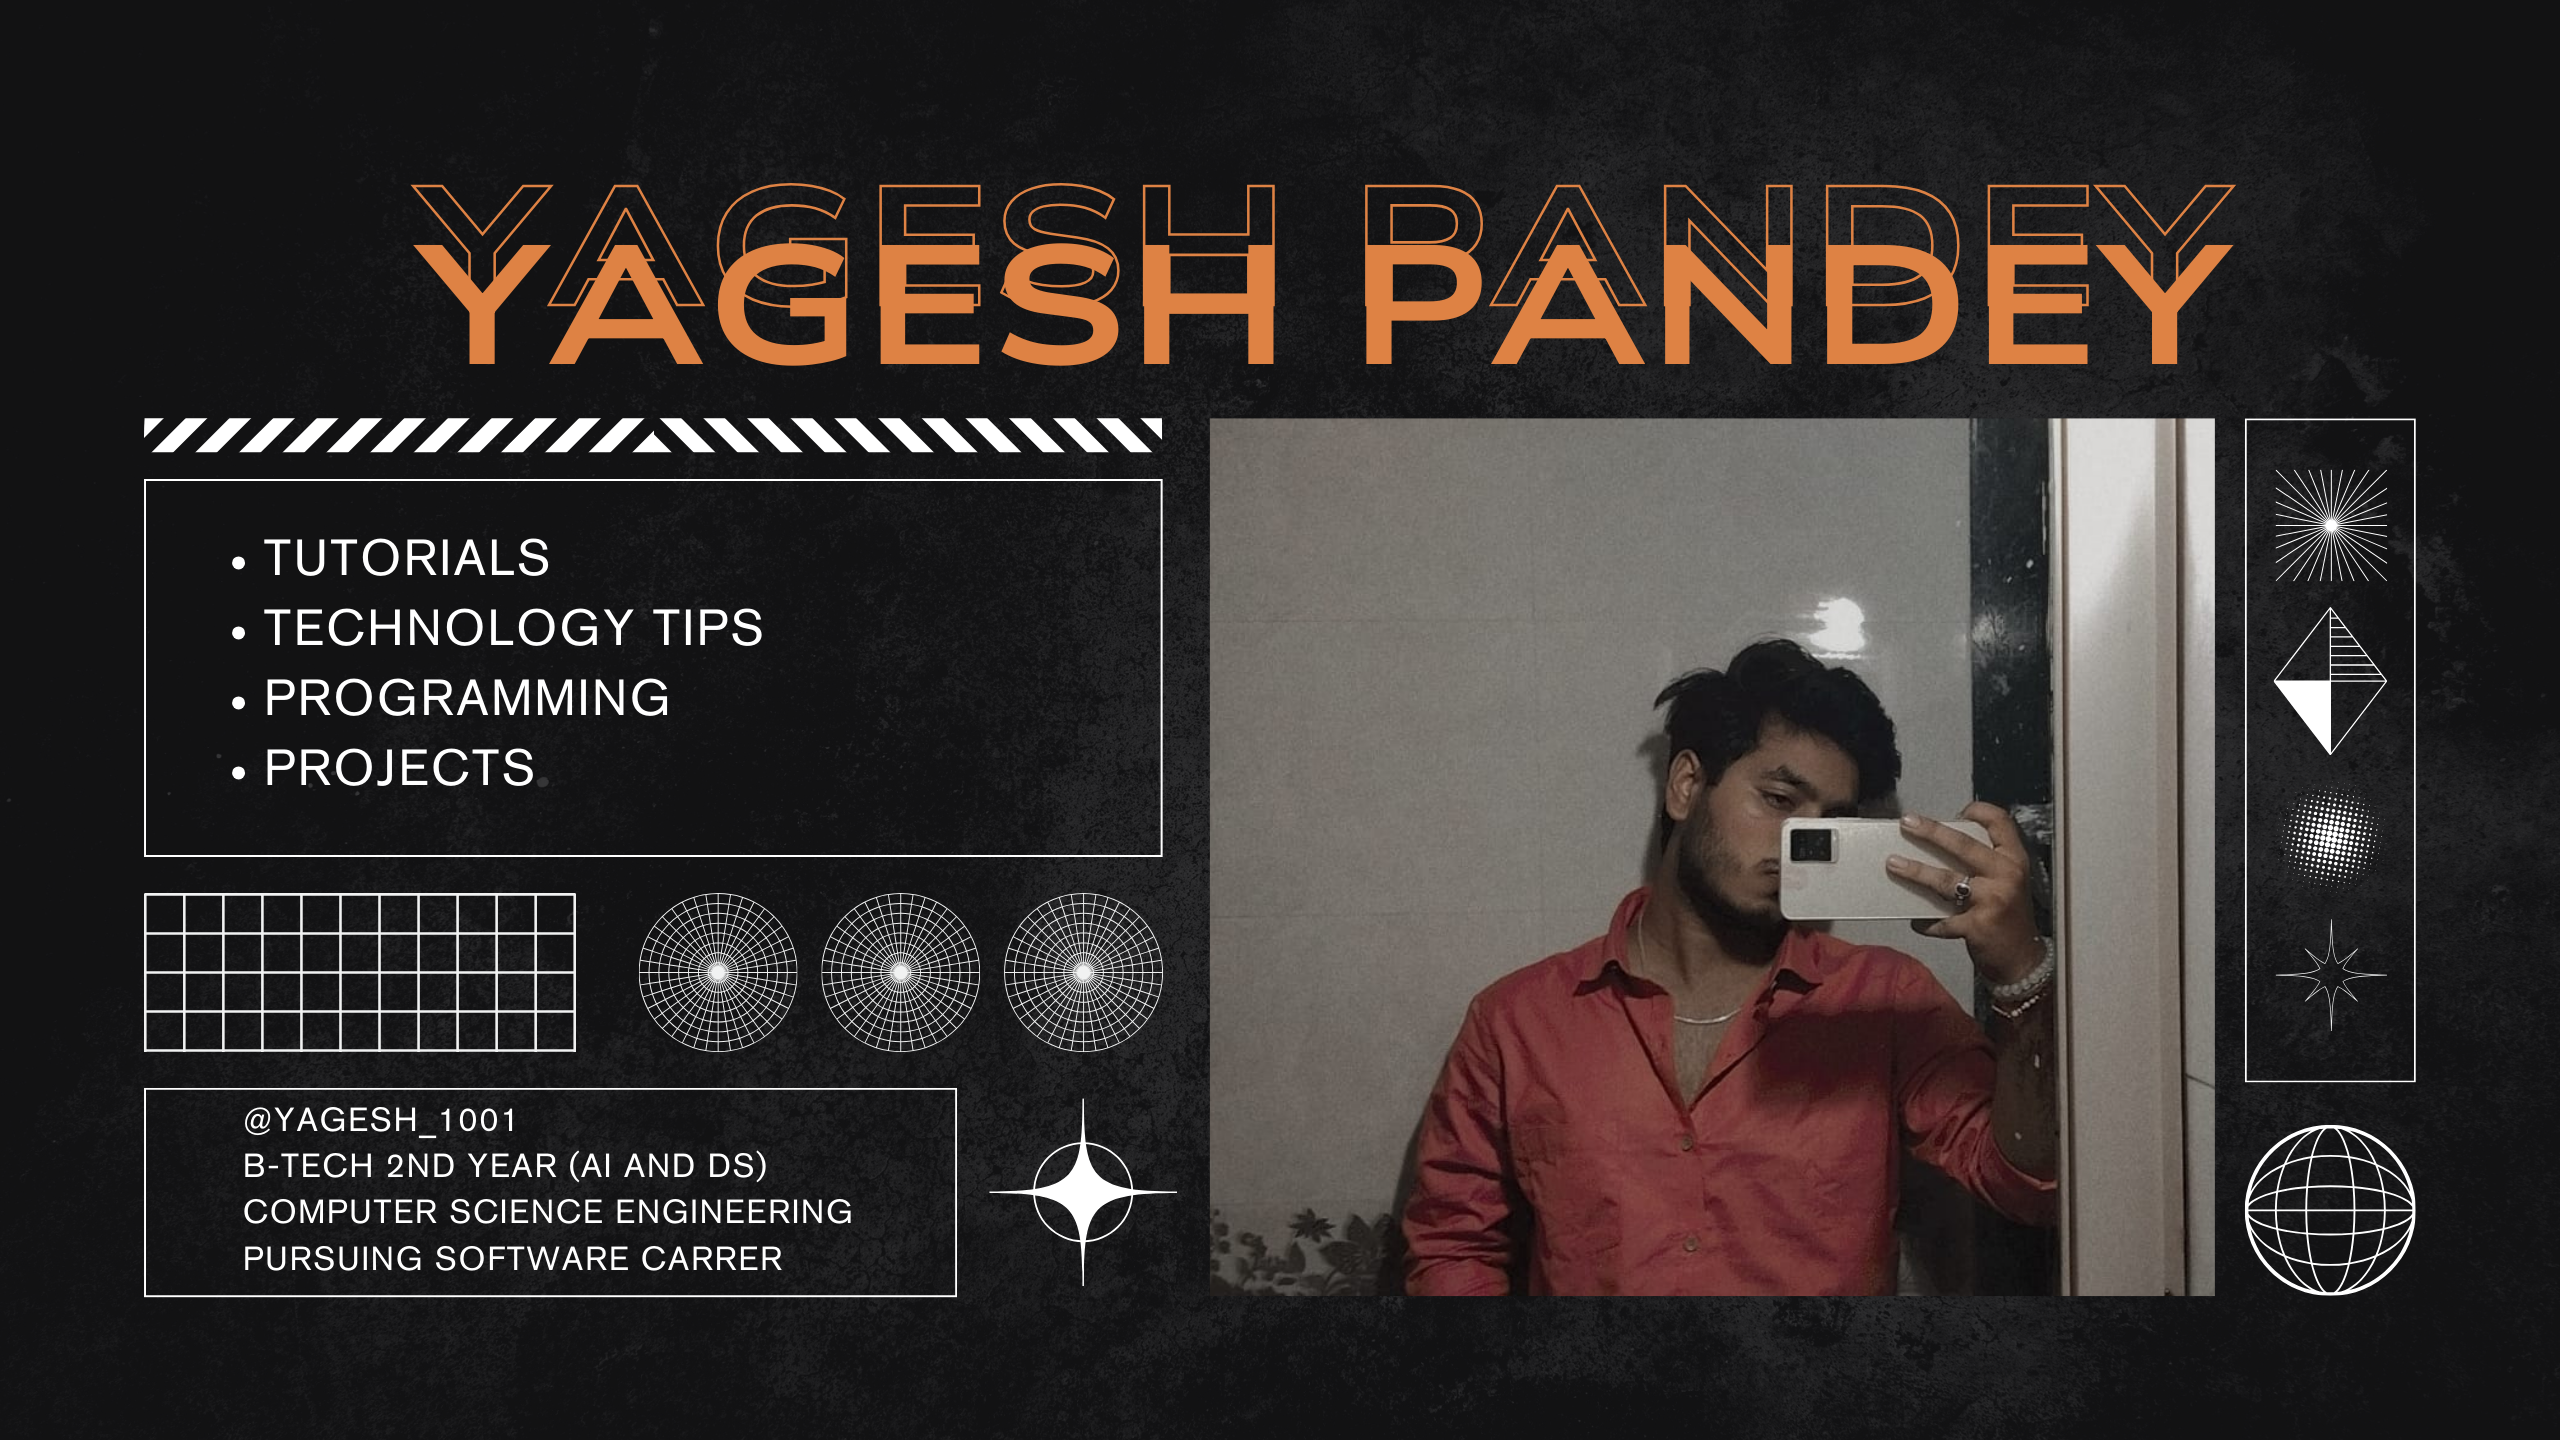 YAGESH PANDEY
YAGESH PANDEY
• TUTORIALS
• TECHNOLOGY TIPS
• PROGRAMMING
• PROJECTS
@YAGESH_1001
B-TECH 2ND YEAR (AI AND DS)
COMPUTER SCIENCE ENGINEERING
PURSUING SOFTWARE CARRER